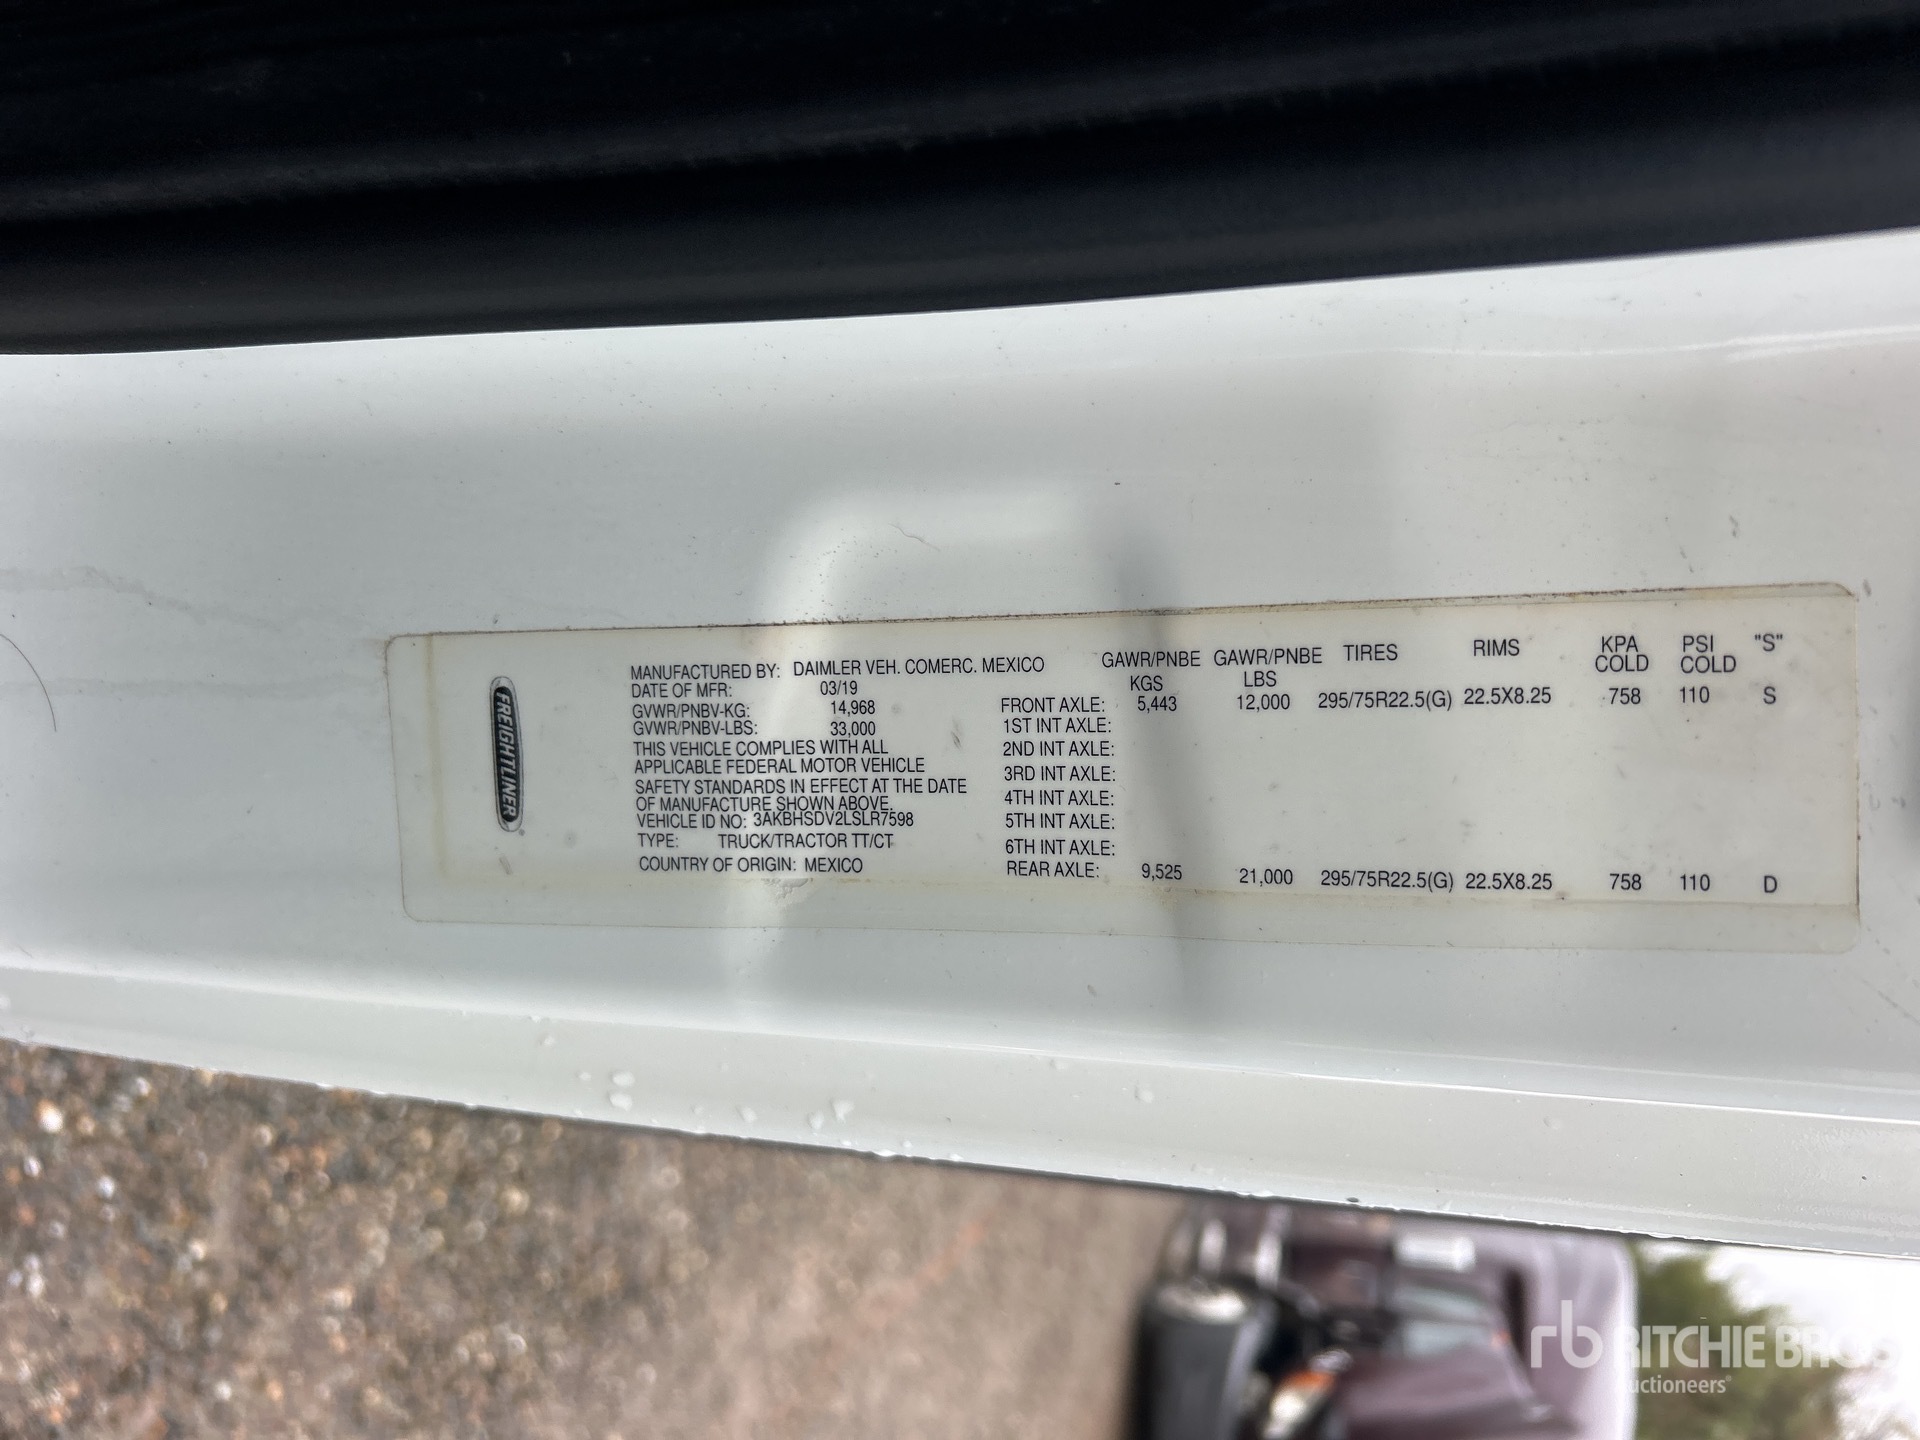 FREIGHTLINER
MANUFACTURED BY: DAIMLER VEH. COMERC. MEXICO
DATE OF MFR: 03/19
GVWR/PNBV-KG: 14,968
GVWR/PNBV-LBS: 33,000
THIS VEHICLE COMPLIES WITH ALL
APPLICABLE FEDERAL MOTOR VEHICLE
SAFETY STANDARDS IN EFFECT AT THE DATE
OF MANUFACTURE SHOWN ABOVE.
VEHICLE ID NO: 3AKBHSDV2LSLR7598
TYPE: TRUCK/TRACTOR TT/CT
COUNTRY OF ORIGIN: MEXICO
GAWR/PNBE KGS GAWR/PNBE LBS TIRES RIMS KPA COLD PSI COLD "S"
FRONT AXLE: 5,443 12,000 295/75R22.5(G) 22.5X8.25 758 110 S
1ST INT AXLE:
2ND INT AXLE:
3RD INT AXLE:
4TH INT AXLE:
5TH INT AXLE:
6TH INT AXLE:
REAR AXLE: 9,525 21,000 295/75R22.5(G) 22.5X8.25 758 110 D
rb RITCHIE BROS
Auctioneers